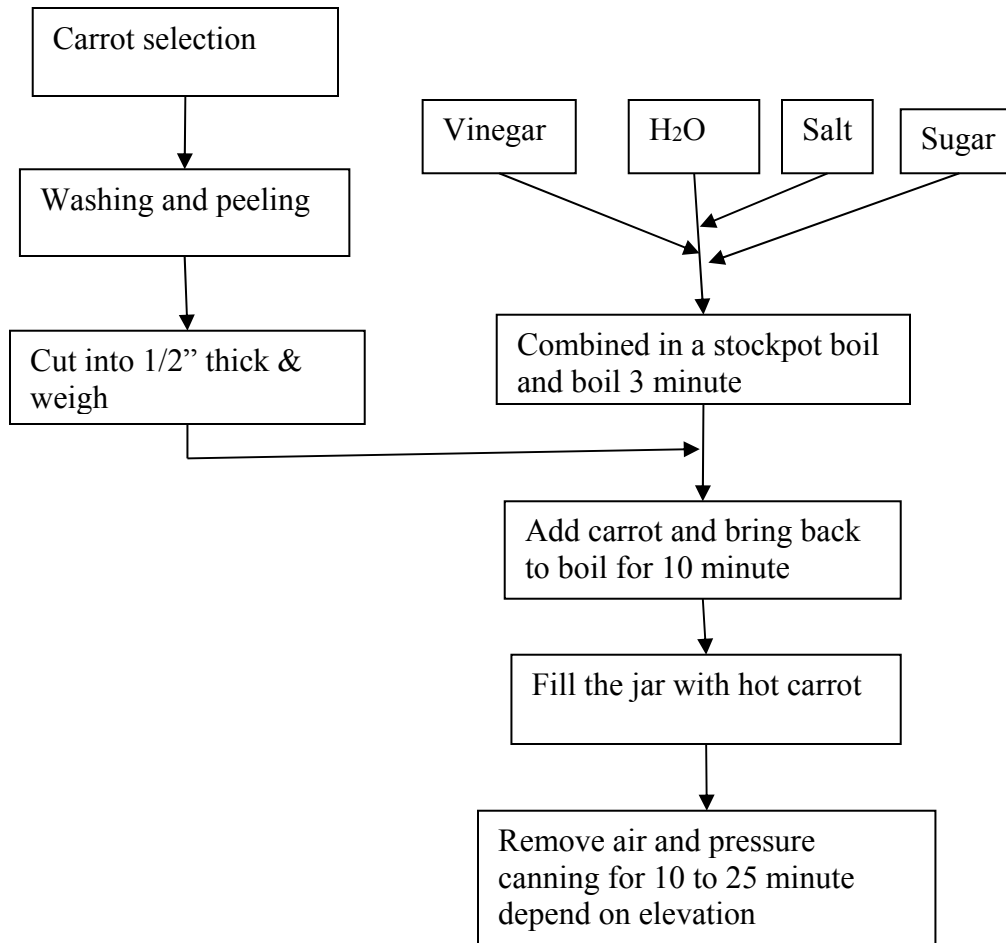 Carrot selection
Vinegar
H₂O
Salt
Sugar
Washing and peeling
Cut into 1/2” thick &
weigh
Combined in a stockpot boil
and boil 3 minute
Add carrot and bring back
to boil for 10 minute
Fill the jar with hot carrot
Remove air and pressure
canning for 10 to 25 minute
depend on elevation